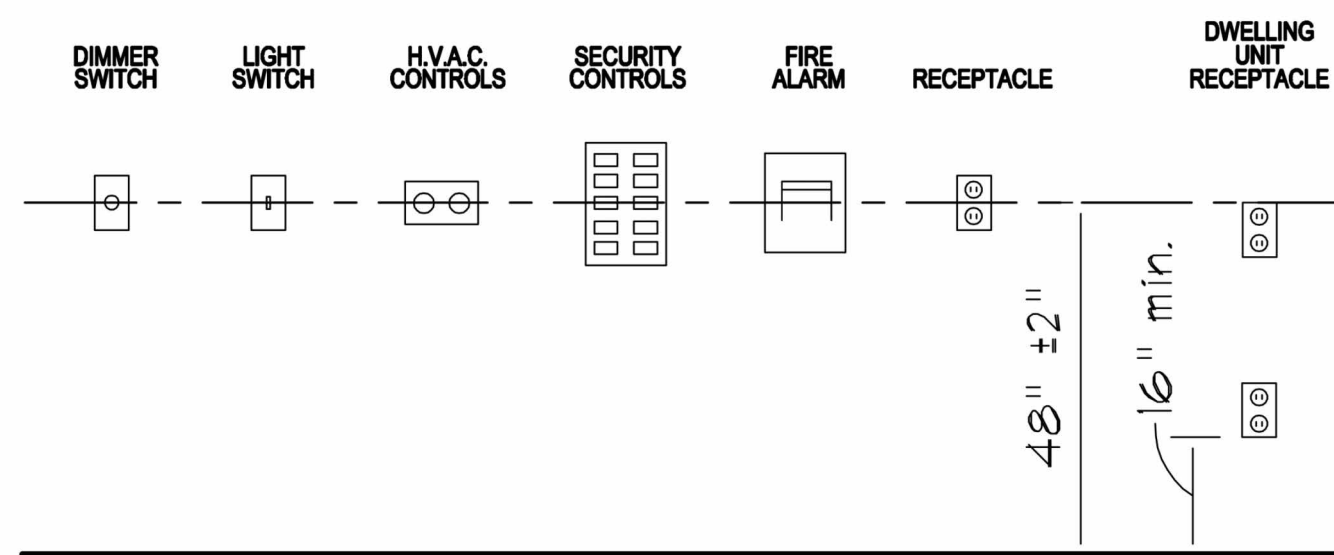 DIMMER
SWITCH
LIGHT
SWITCH
H.V.A.C.
CONTROLS
SECURITY
CONTROLS
FIRE
ALARM
RECEPTACLE
DWELLING
UNIT
RECEPTACLE
48" ±2"
16" min.